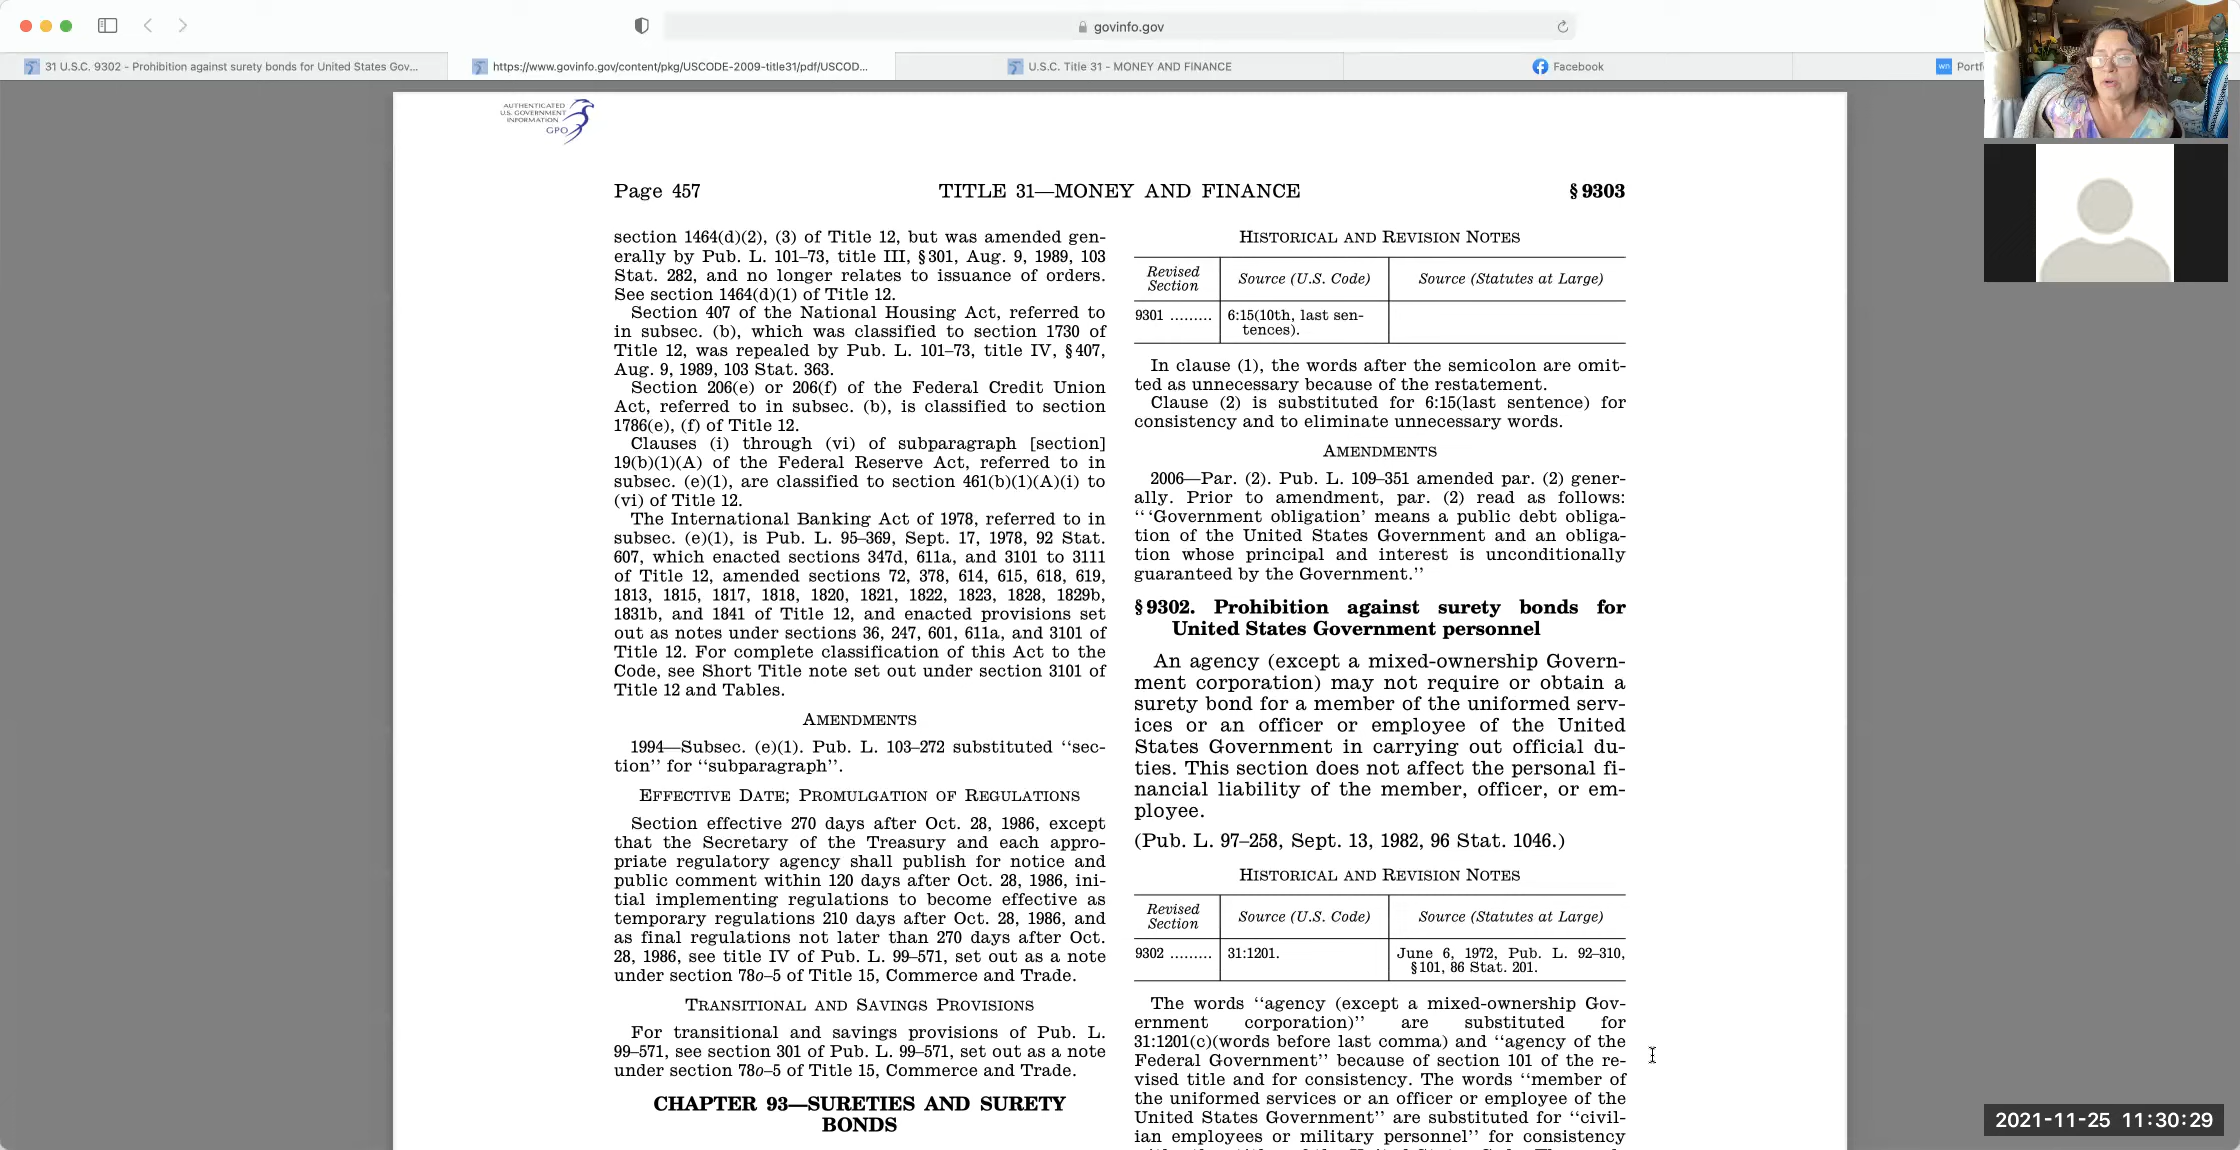 govinfo.gov
31 U.S.C. 9302 - Prohibition against surety bonds for United States Gov...
https://www.govinfo.gov/content/pkg/USCODE-2009-title31/pdf/USCOD...
U.S.C. Title 31 - MONEY AND FINANCE
Facebook
wn
Portf
AUTHENTICATED
U.S. GOVERNMENT
INFORMATION
GPO
Page 457
TITLE 31—MONEY AND FINANCE
§ 9303
section 1464(d)(2), (3) of Title 12, but was amended gen-
erally by Pub. L. 101–73, title III, § 301, Aug. 9, 1989, 103
Stat. 282, and no longer relates to issuance of orders.
See section 1464(d)(1) of Title 12.
Section 407 of the National Housing Act, referred to
in subsec. (b), which was classified to section 1730 of
Title 12, was repealed by Pub. L. 101–73, title IV, § 407,
Aug. 9, 1989, 103 Stat. 363.
Section 206(e) or 206(f) of the Federal Credit Union
Act, referred to in subsec. (b), is classified to section
1786(e), (f) of Title 12.
Clauses (i) through (vi) of subparagraph [section]
19(b)(1)(A) of the Federal Reserve Act, referred to in
subsec. (e)(1), are classified to section 461(b)(1)(A)(i) to
(vi) of Title 12.
The International Banking Act of 1978, referred to in
subsec. (e)(1), is Pub. L. 95–369, Sept. 17, 1978, 92 Stat.
607, which enacted sections 347d, 611a, and 3101 to 3111
of Title 12, amended sections 72, 378, 614, 615, 618, 619,
1813, 1815, 1817, 1818, 1820, 1821, 1822, 1823, 1828, 1829b,
1831b, and 1841 of Title 12, and enacted provisions set
out as notes under sections 36, 247, 601, 611a, and 3101 of
Title 12. For complete classification of this Act to the
Code, see Short Title note set out under section 3101 of
Title 12 and Tables.
AMENDMENTS
1994—Subsec. (e)(1). Pub. L. 103–272 substituted ‘‘sec-
tion’’ for ‘‘subparagraph’’.
EFFECTIVE DATE; PROMULGATION OF REGULATIONS
Section effective 270 days after Oct. 28, 1986, except
that the Secretary of the Treasury and each appro-
priate regulatory agency shall publish for notice and
public comment within 120 days after Oct. 28, 1986, ini-
tial implementing regulations to become effective as
temporary regulations 210 days after Oct. 28, 1986, and
as final regulations not later than 270 days after Oct.
28, 1986, see title IV of Pub. L. 99–571, set out as a note
under section 78o–5 of Title 15, Commerce and Trade.
TRANSITIONAL AND SAVINGS PROVISIONS
For transitional and savings provisions of Pub. L.
99–571, see section 301 of Pub. L. 99–571, set out as a note
under section 78o–5 of Title 15, Commerce and Trade.
CHAPTER 93—SURETIES AND SURETY
BONDS
HISTORICAL AND REVISION NOTES
Revised
Section
Source (U.S. Code)
Source (Statutes at Large)
9301 .........
6:15(10th, last sen-
tences).
In clause (1), the words after the semicolon are omit-
ted as unnecessary because of the restatement.
Clause (2) is substituted for 6:15(last sentence) for
consistency and to eliminate unnecessary words.
AMENDMENTS
2006—Par. (2). Pub. L. 109–351 amended par. (2) gener-
ally. Prior to amendment, par. (2) read as follows:
‘‘ ‘Government obligation’ means a public debt obliga-
tion of the United States Government and an obliga-
tion whose principal and interest is unconditionally
guaranteed by the Government.’’
§ 9302. Prohibition against surety bonds for
United States Government personnel
An agency (except a mixed-ownership Govern-
ment corporation) may not require or obtain a
surety bond for a member of the uniformed serv-
ices or an officer or employee of the United
States Government in carrying out official du-
ties. This section does not affect the personal fi-
nancial liability of the member, officer, or em-
ployee.
(Pub. L. 97–258, Sept. 13, 1982, 96 Stat. 1046.)
HISTORICAL AND REVISION NOTES
Revised
Section
Source (U.S. Code)
Source (Statutes at Large)
9302 .........
31:1201.
June 6, 1972, Pub. L. 92–310,
§ 101, 86 Stat. 201.
The words ‘‘agency (except a mixed-ownership Gov-
ernment corporation)’’ are substituted for
31:1201(c)(words before last comma) and ‘‘agency of the
Federal Government’’ because of section 101 of the re-
vised title and for consistency. The words ‘‘member of
the uniformed services or an officer or employee of the
United States Government’’ are substituted for ‘‘civil-
ian employees or military personnel’’ for consistency
2021-11-25 11:30:29